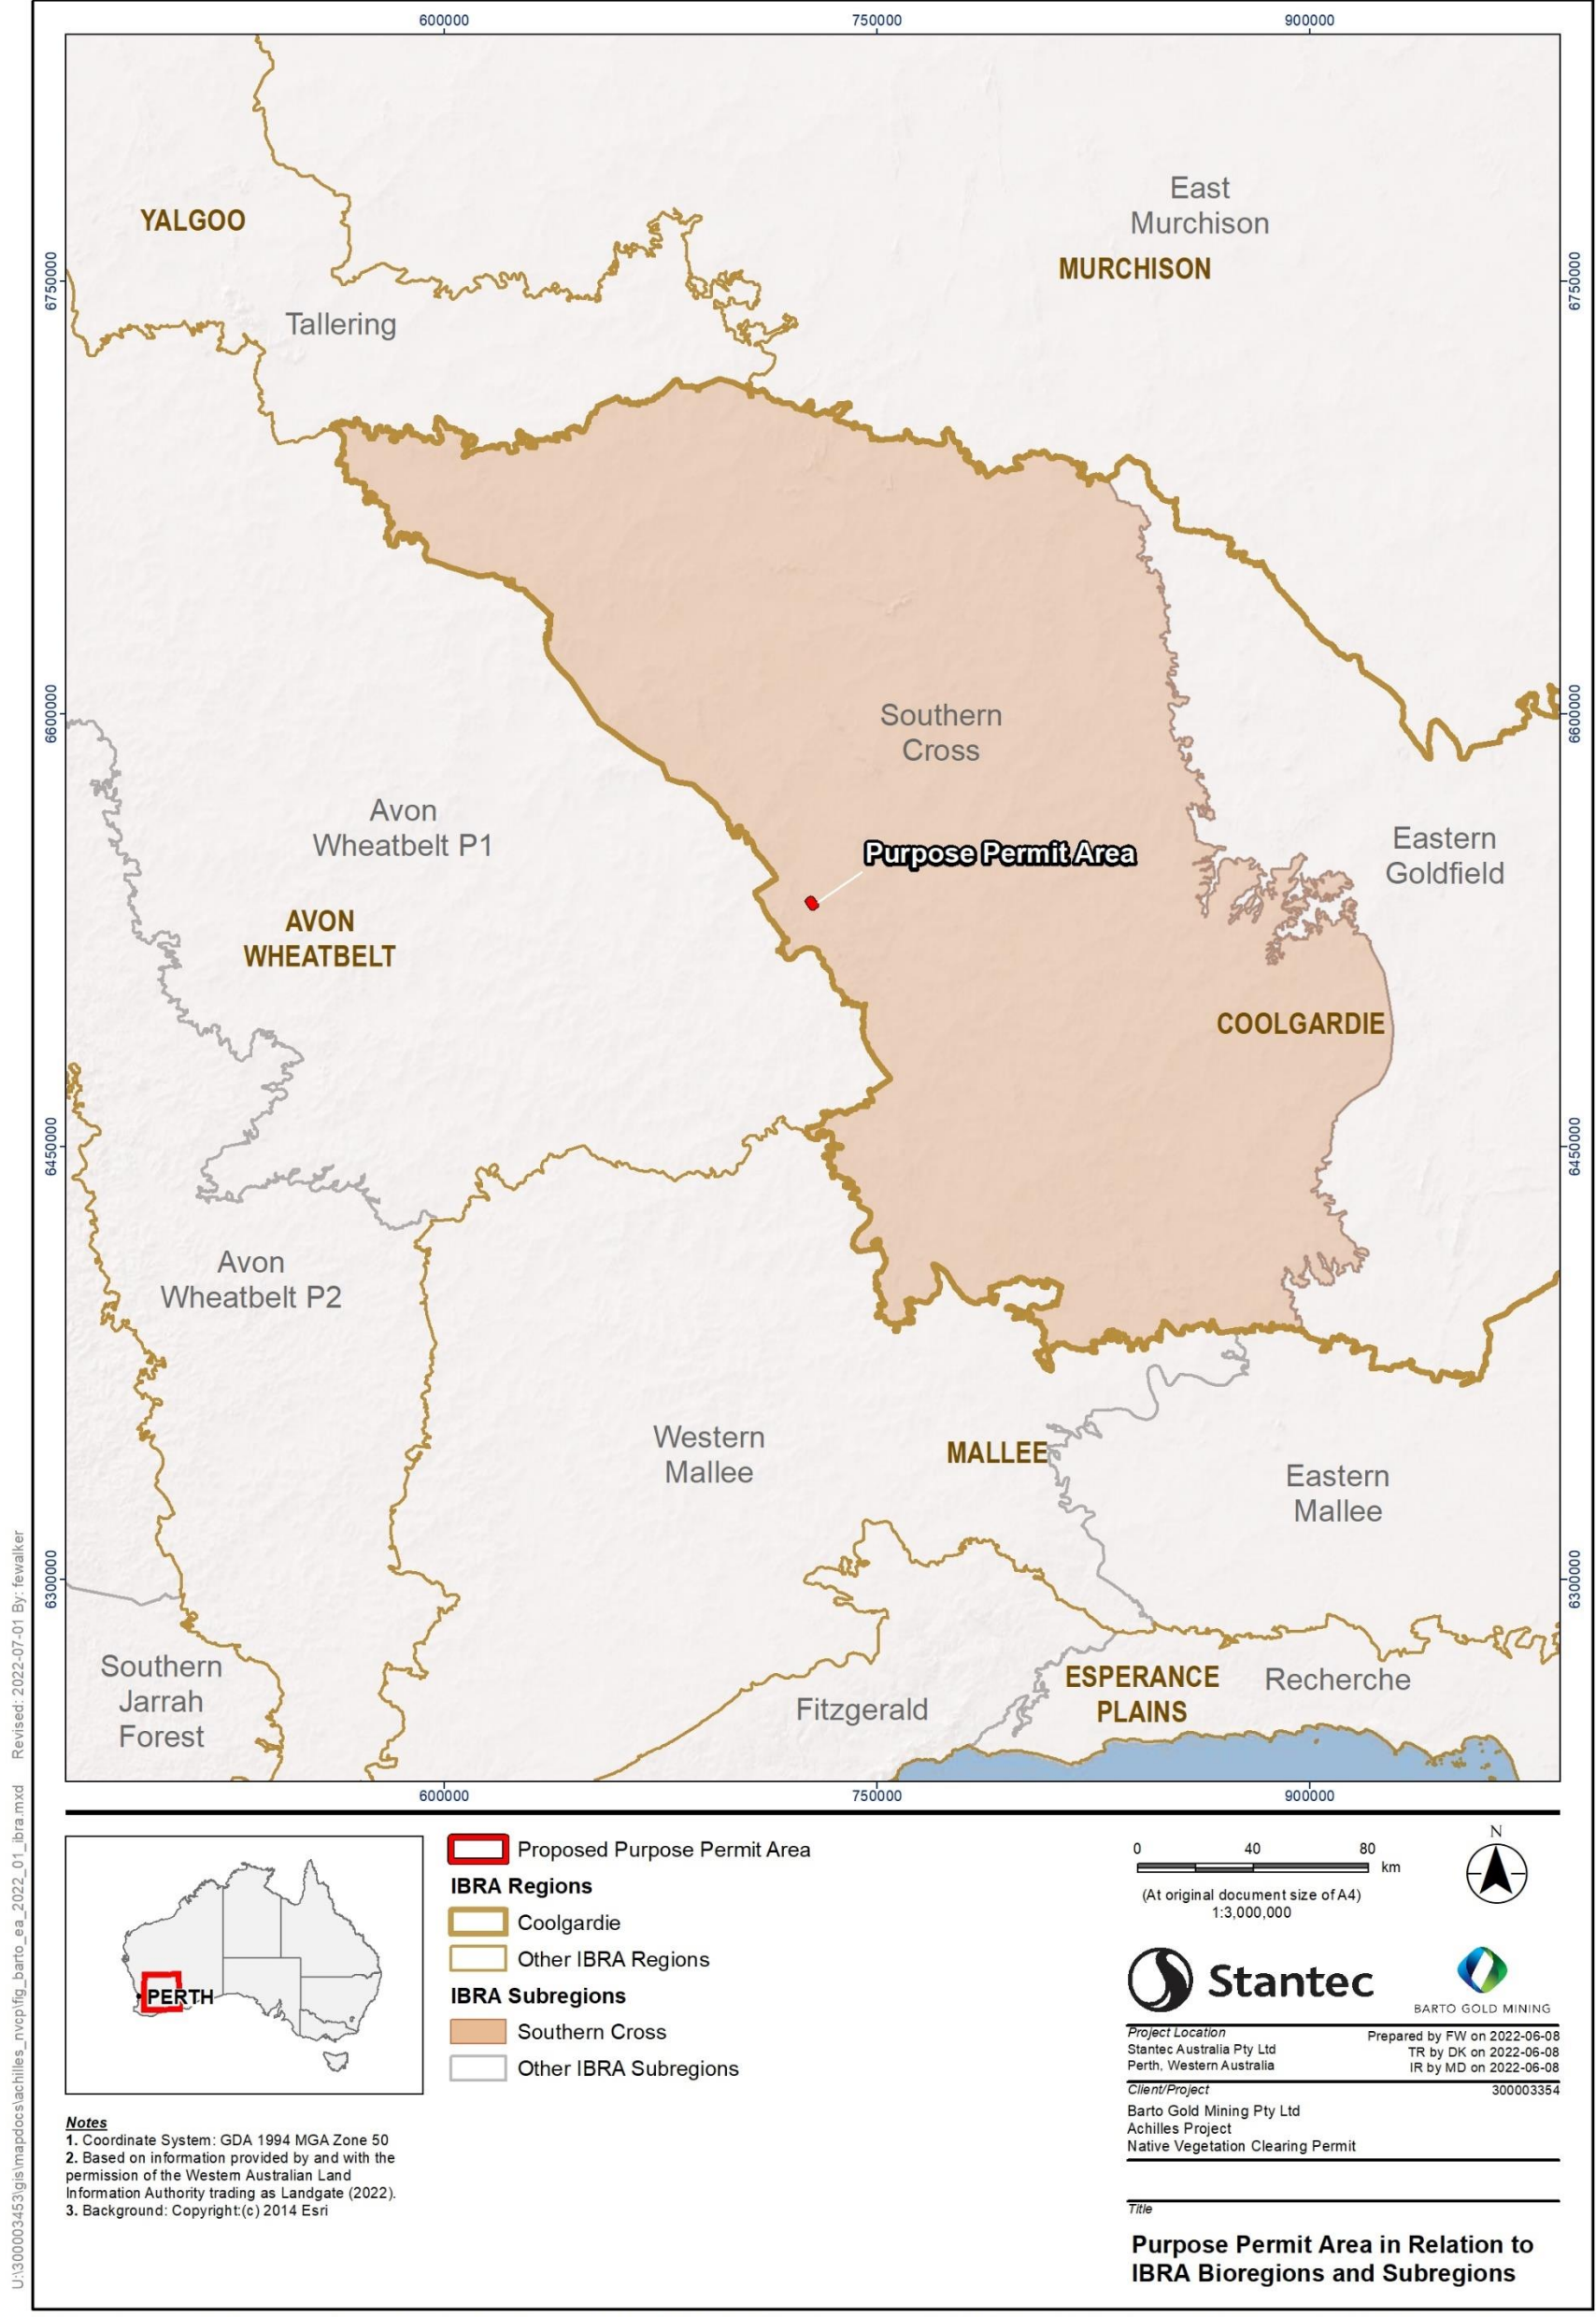 600000
750000
900000
YALGOO
East
Murchison
MURCHISON
6750000
6750000
Tallering
Southern
Cross
6600000
6600000
Avon
Wheatbelt P1
Purpose Permit Area
Eastern
Goldfield
AVON
WHEATBELT
COOLGARDIE
6450000
6450000
Avon
Wheatbelt P2
Western
Mallee
MALLEE
Eastern
Mallee
6300000
6300000
Southern
Jarrah
Forest
Fitzgerald
ESPERANCE
PLAINS
Recherche
600000
750000
900000
U:\300003453\gis\mapdocs\achilles_nvcp\fig_barto_ea_2022_01_ibra.mxd Revised: 2022-07-01 By: fewalker
PERTH
Proposed Purpose Permit Area
IBRA Regions
Coolgardie
Other IBRA Regions
IBRA Subregions
Southern Cross
Other IBRA Subregions
0 40 80
km
(At original document size of A4)
1:3,000,000
N
Stantec
BARTO GOLD MINING
Project Location
Stantec Australia Pty Ltd
Perth, Western Australia
Prepared by FW on 2022-06-08
TR by DK on 2022-06-08
IR by MD on 2022-06-08
Client/Project
300003354
Barto Gold Mining Pty Ltd
Achilles Project
Native Vegetation Clearing Permit
Title
Purpose Permit Area in Relation to
IBRA Bioregions and Subregions
Notes
1. Coordinate System: GDA 1994 MGA Zone 50
2. Based on information provided by and with the
permission of the Western Australian Land
Information Authority trading as Landgate (2022).
3. Background: Copyright:(c) 2014 Esri